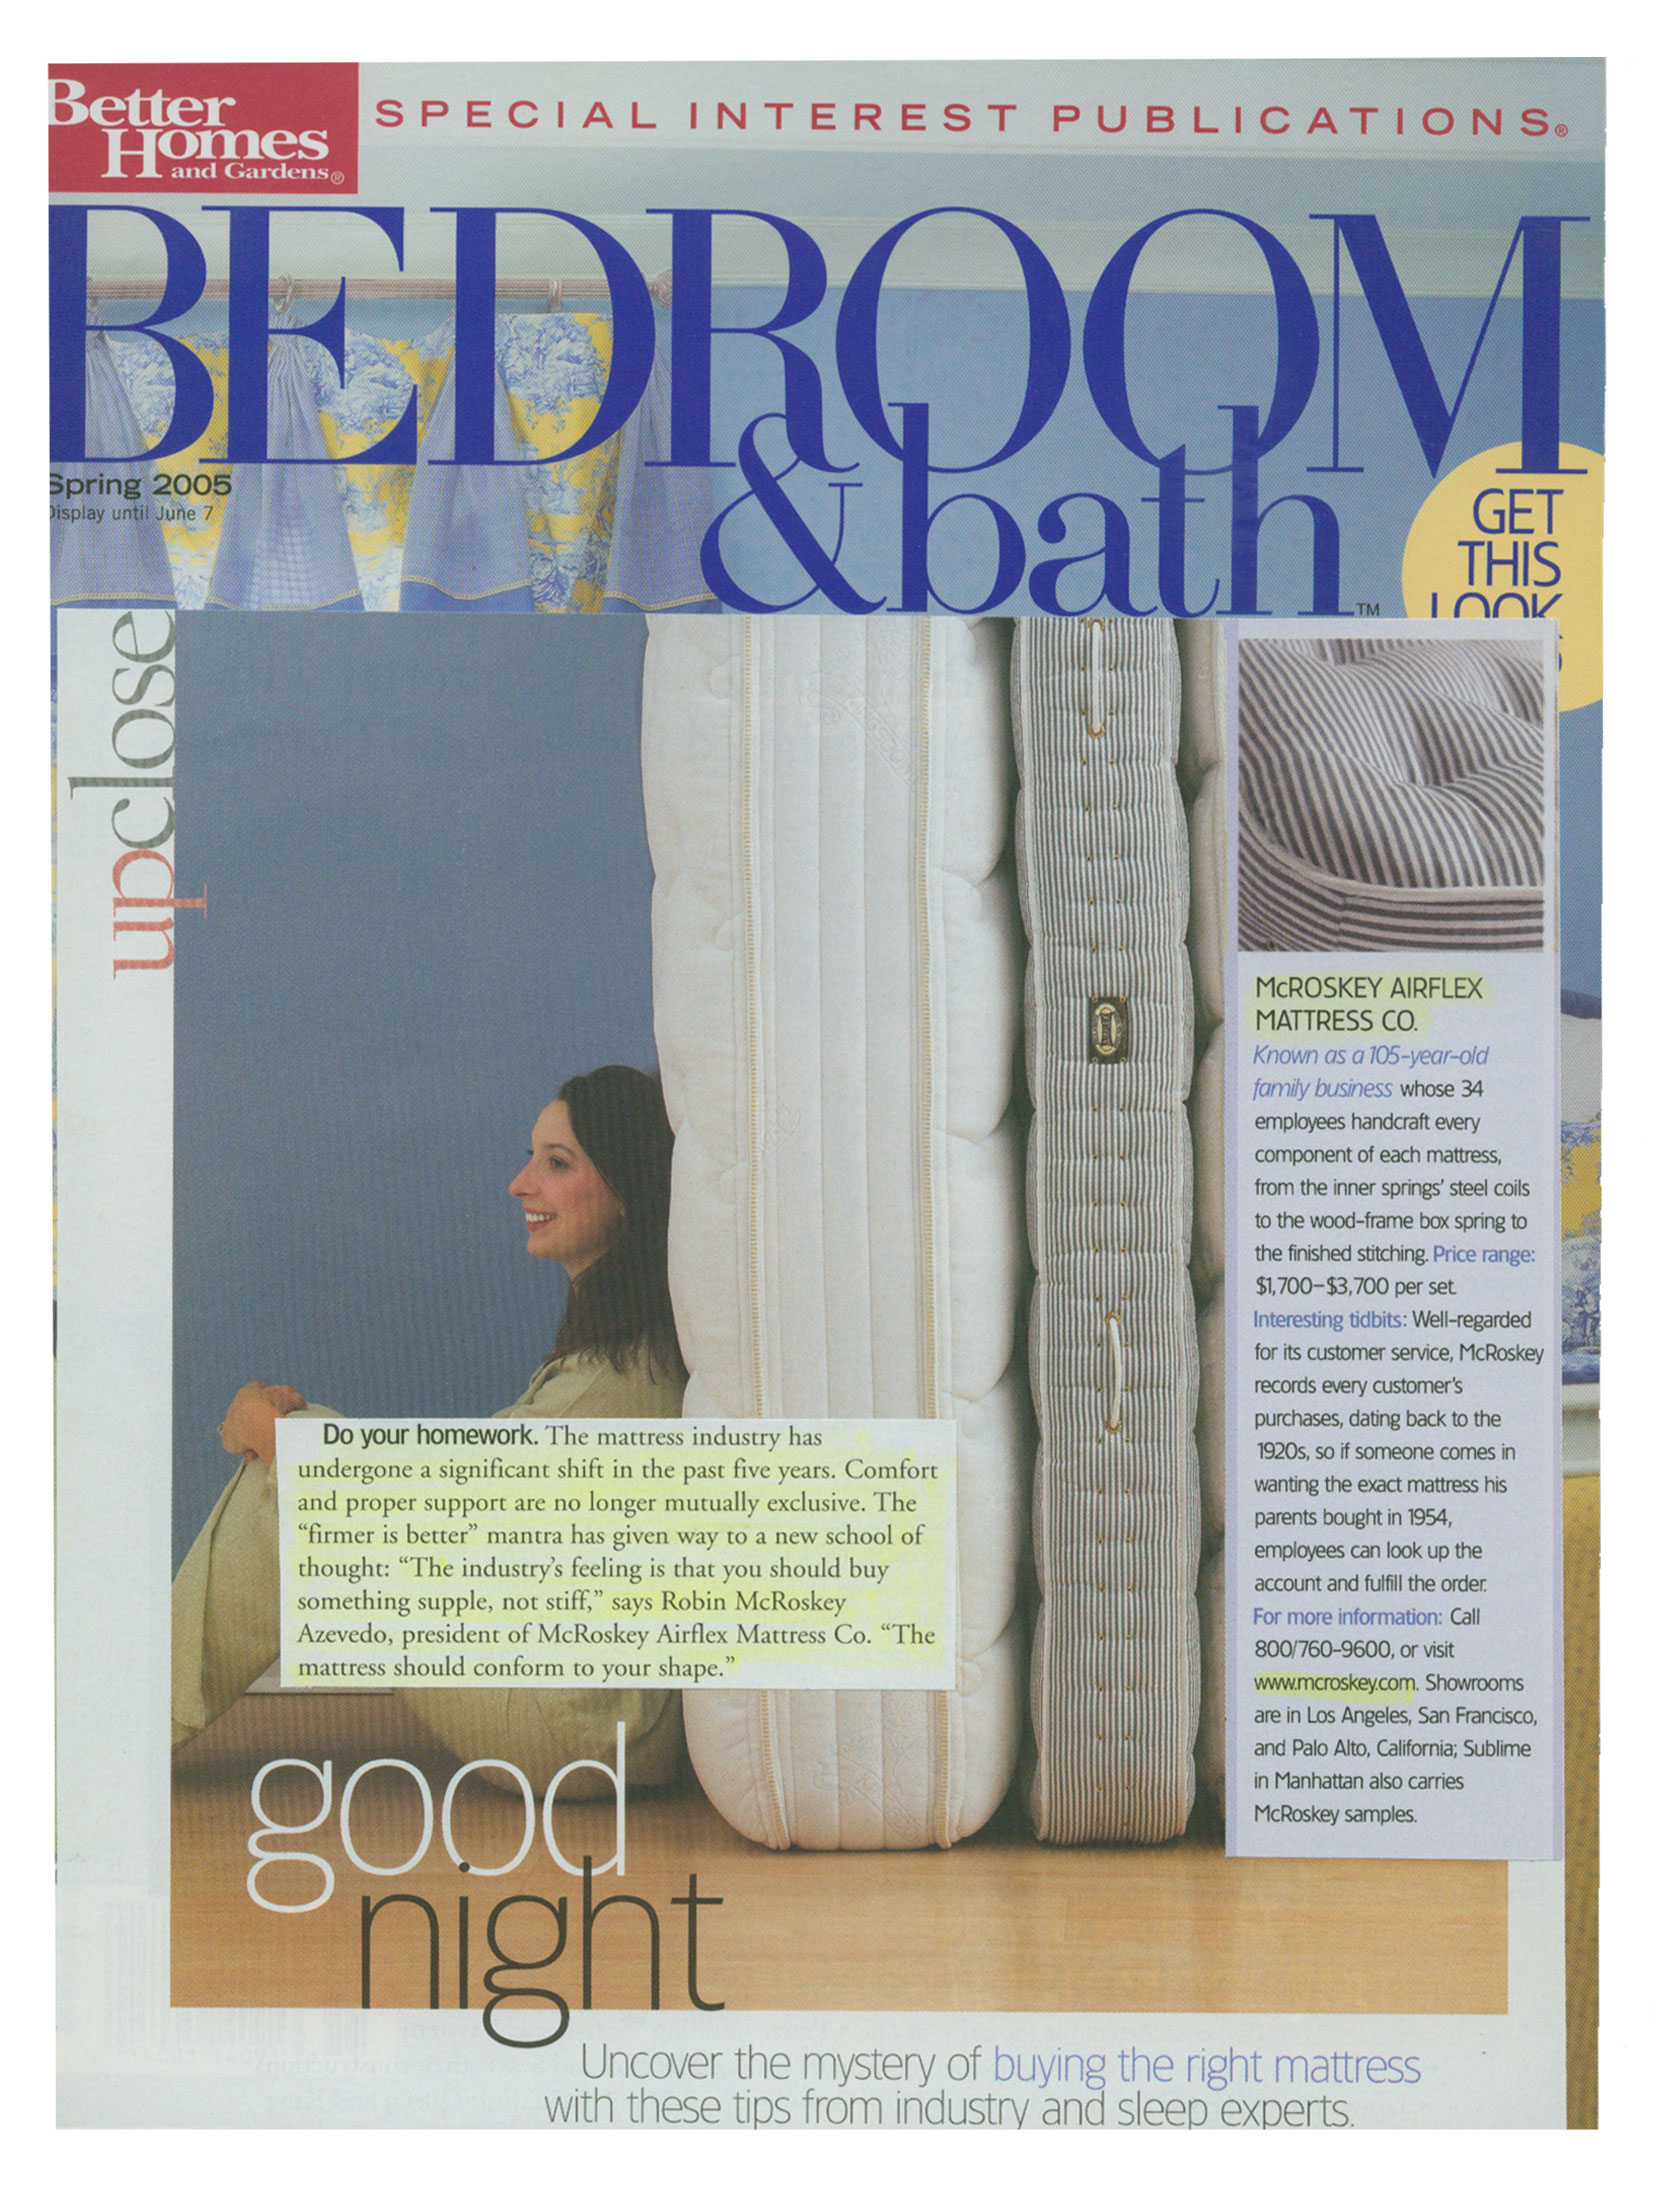 Better
Homes
and Gardens®
SPECIAL INTEREST PUBLICATIONS®
BEDROOM
& bath™
Spring 2005
Display until June 7
GET
THIS
LOOK
up close
McROSKEY AIRFLEX
MATTRESS CO.
Known as a 105-year-old
family business whose 34
employees handcraft every
component of each mattress,
from the inner springs' steel coils
to the wood-frame box spring to
the finished stitching. Price range:
$1,700–$3,700 per set.
Interesting tidbits: Well-regarded
for its customer service, McRoskey
records every customer's
purchases, dating back to the
1920s, so if someone comes in
wanting the exact mattress his
parents bought in 1954,
employees can look up the
account and fulfill the order.
For more information: Call
800/760-9600, or visit
www.mcroskey.com. Showrooms
are in Los Angeles, San Francisco,
and Palo Alto, California; Sublime
in Manhattan also carries
McRoskey samples.
Do your homework. The mattress industry has
undergone a significant shift in the past five years. Comfort
and proper support are no longer mutually exclusive. The
“firmer is better” mantra has given way to a new school of
thought: “The industry’s feeling is that you should buy
something supple, not stiff,” says Robin McRoskey
Azevedo, president of McRoskey Airflex Mattress Co. “The
mattress should conform to your shape.”
good
night
Uncover the mystery of buying the right mattress
with these tips from industry and sleep experts.